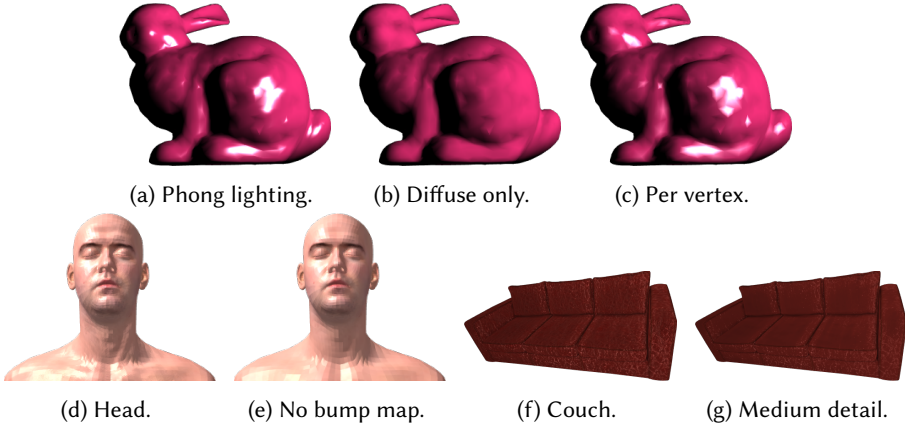 (a) Phong lighting.
(b) Diffuse only.
(c) Per vertex.
(d) Head.
(e) No bump map.
(f) Couch.
(g) Medium detail.